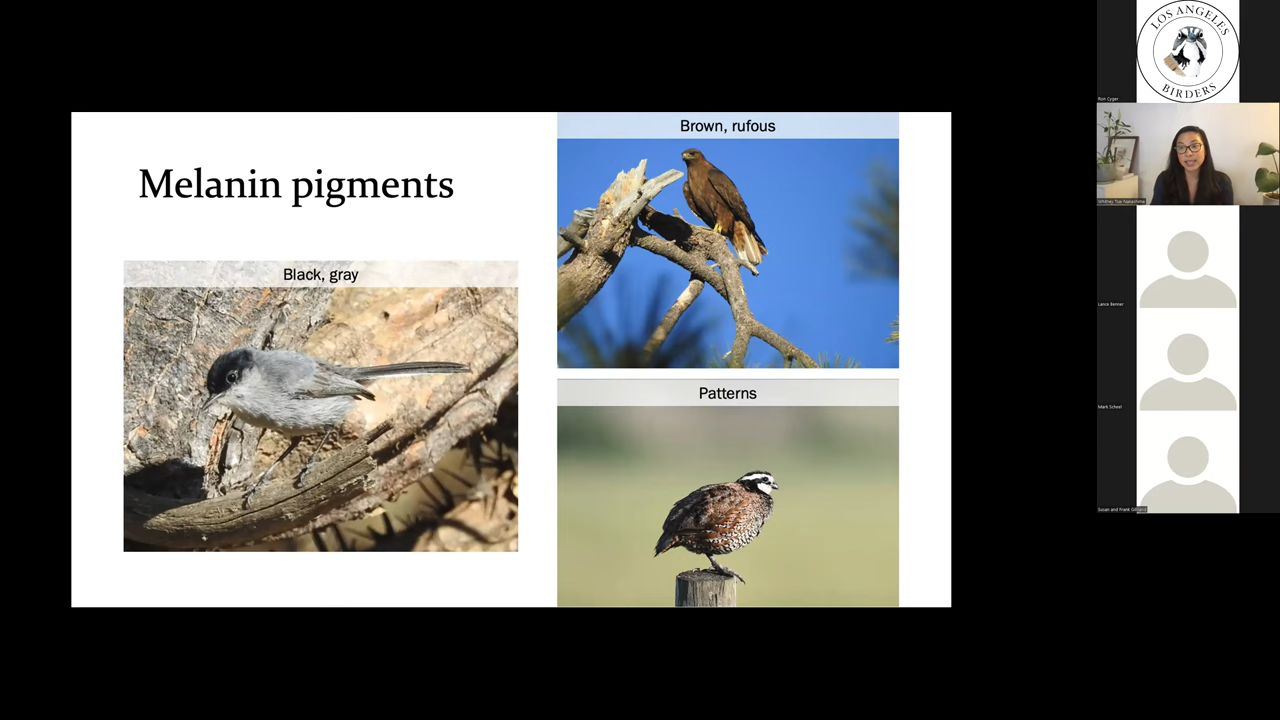 Melanin pigments
Black, gray
Brown, rufous
Patterns
LOS ANGELES
BIRDERS
Ron Cyger
Whitney Tsai Nakashima
Lance Benner
Mark Scheel
Susan and Frank Gilliland